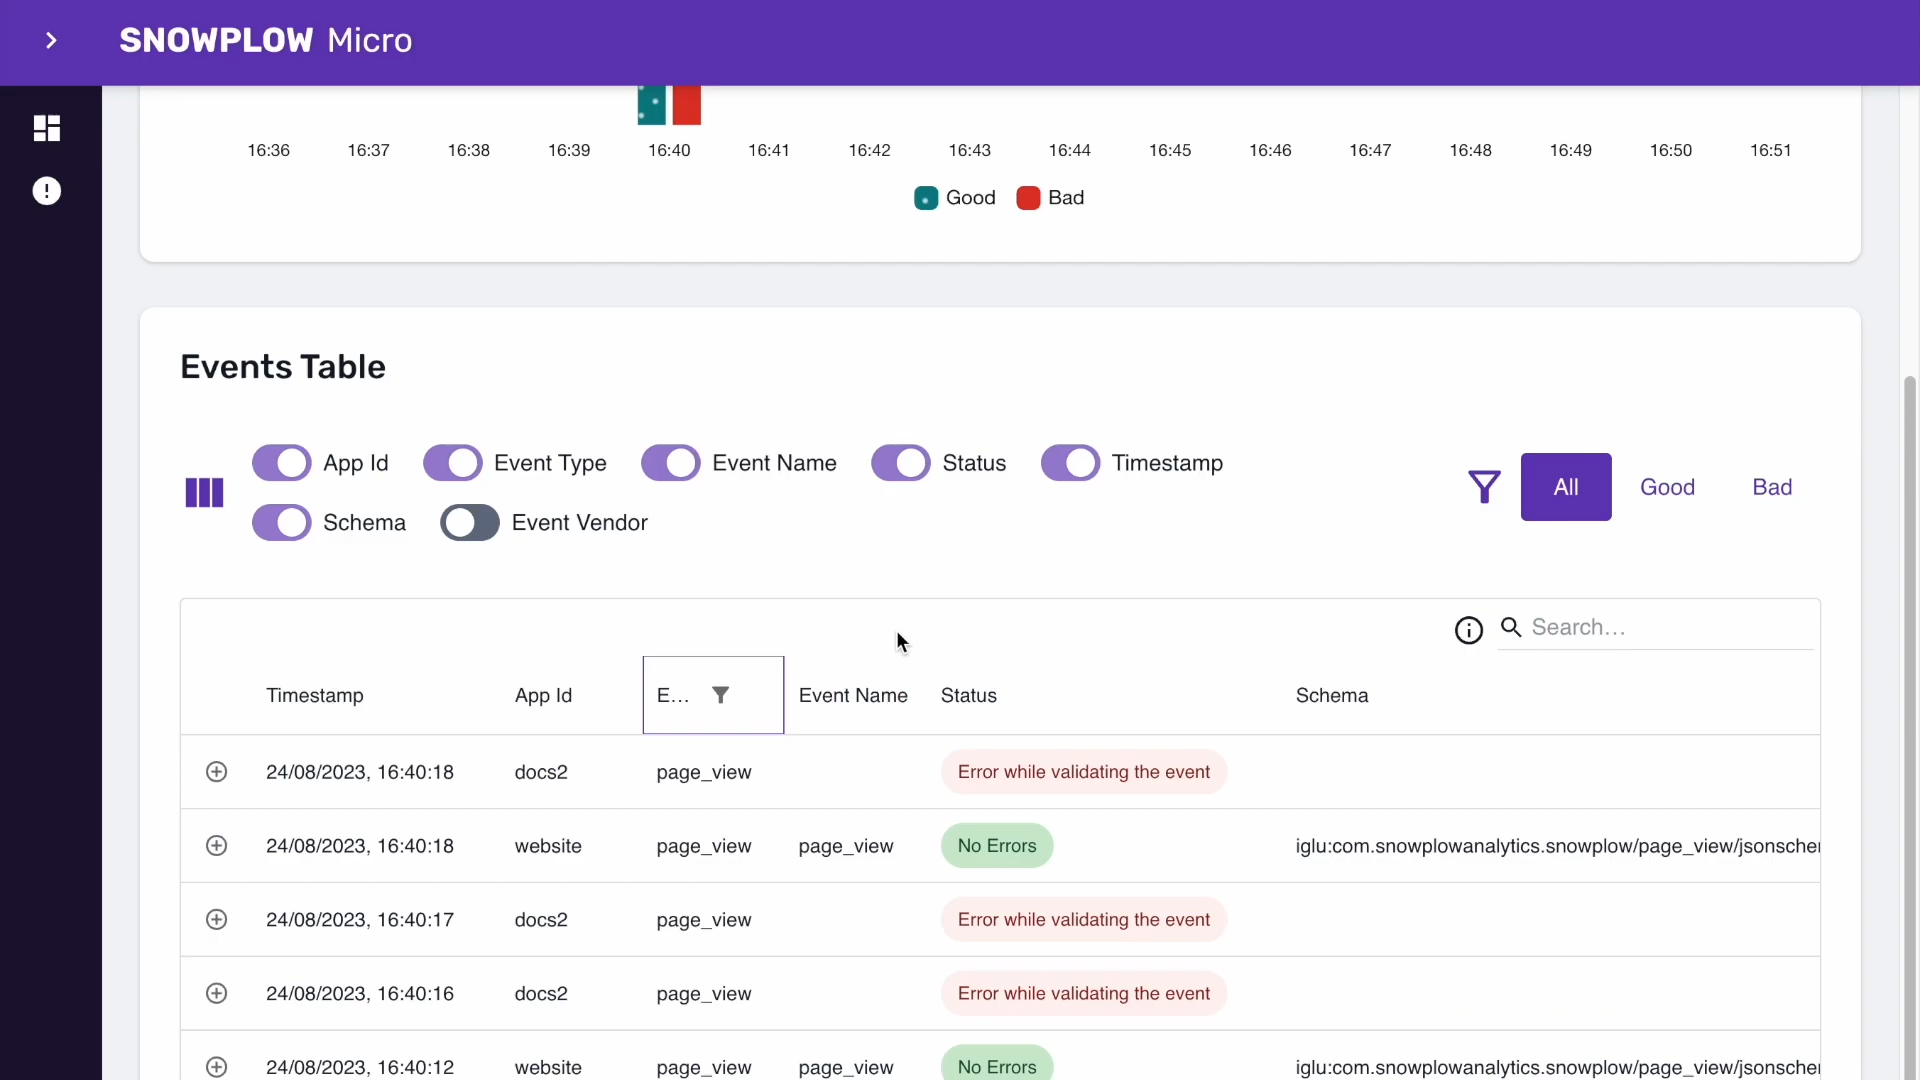 SNOWPLOW Micro
16:36 16:37 16:38 16:39 16:40 16:41 16:42 16:43 16:44 16:45 16:46 16:47 16:48 16:49 16:50 16:51
Good Bad
Events Table
App Id Event Type Event Name Status Timestamp
Schema Event Vendor
All Good Bad
Search…
Timestamp App Id E… Event Name Status Schema
24/08/2023, 16:40:18 docs2 page_view Error while validating the event
24/08/2023, 16:40:18 website page_view page_view No Errors iglu:com.snowplowanalytics.snowplow/page_view/jsonscher
24/08/2023, 16:40:17 docs2 page_view Error while validating the event
24/08/2023, 16:40:16 docs2 page_view Error while validating the event
24/08/2023, 16:40:12 website page_view page_view No Errors iglu:com.snowplowanalytics.snowplow/page_view/jsonscher